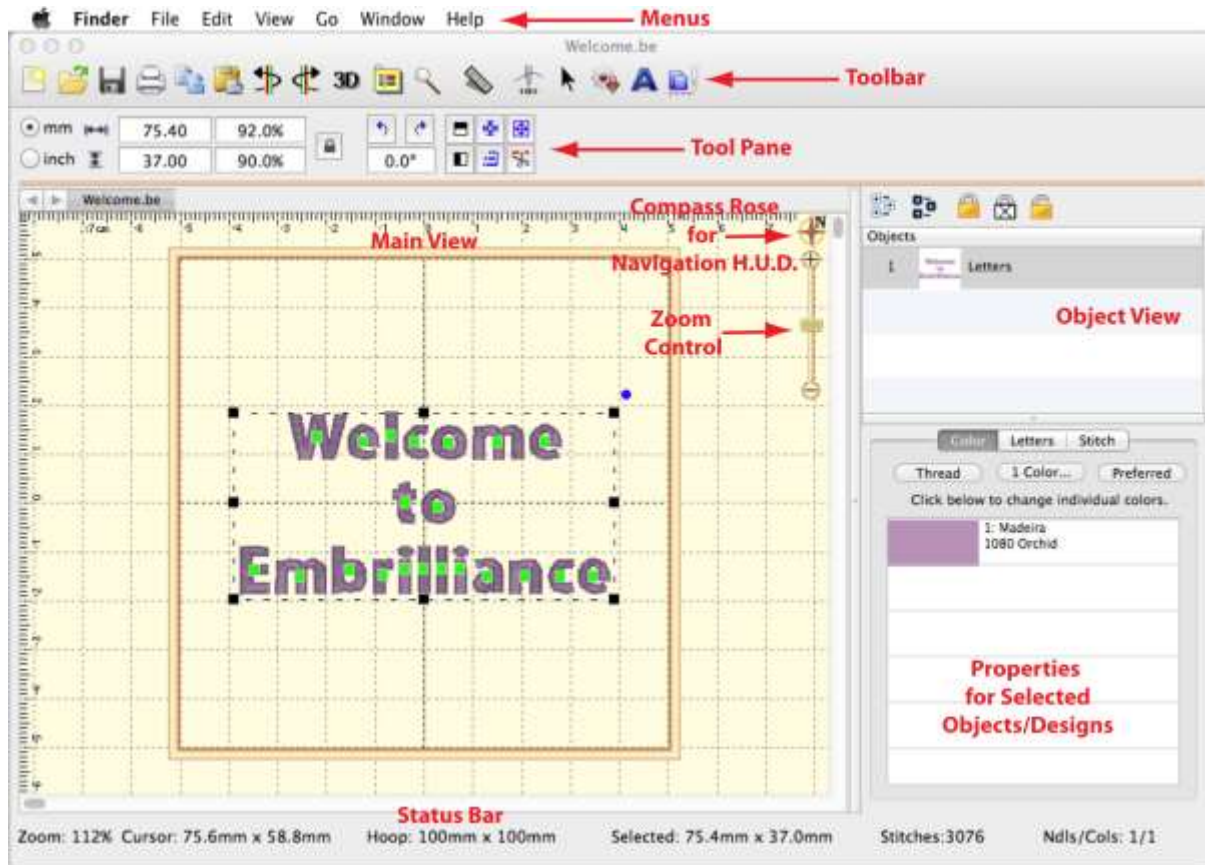 Finder File Edit View Go Window Help Menus
Welcome.be
3D A Toolbar
mm 75.40 92.0%
inch 37.00 90.0% 0.0° Tool Pane
Welcome.be
Compass Rose
for
Navigation H.U.D.
N
Main View
Zoom
Control
Welcome
to
Embrilliance
Objects
1 Letters
Object View
Color Letters Stitch
Thread 1 Color... Preferred
Click below to change individual colors.
1: Madeira
1080 Orchid
Properties
for Selected
Objects/Designs
Status Bar
Zoom: 112% Cursor: 75.6mm x 58.8mm Hoop: 100mm x 100mm Selected: 75.4mm x 37.0mm Stitches:3076 Ndls/Cols: 1/1